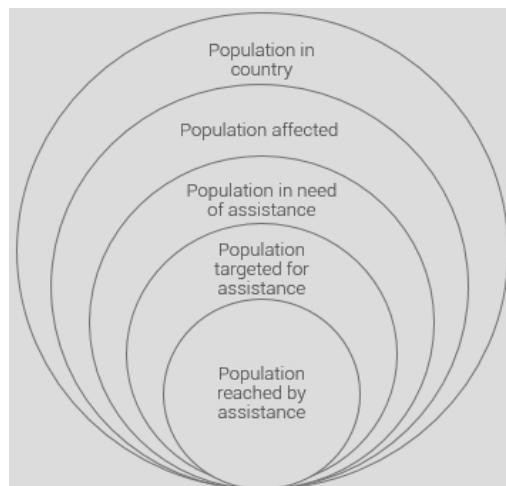 Population in
country
Population affected
Population in need
of assistance
Population
targeted for
assistance
Population
reached by
assistance